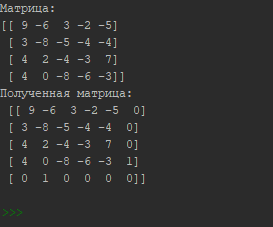 Матрица:
[[ 9 -6  3 -2 -5]
 [ 3 -8 -5 -4 -4]
 [ 4  2 -4 -3  7]
 [ 4  0 -8 -6 -3]]
Полученная матрица:
 [[ 9 -6  3 -2 -5  0]
 [ 3 -8 -5 -4 -4  0]
 [ 4  2 -4 -3  7  0]
 [ 4  0 -8 -6 -3  1]
 [ 0  1  0  0  0  0]]
>>>